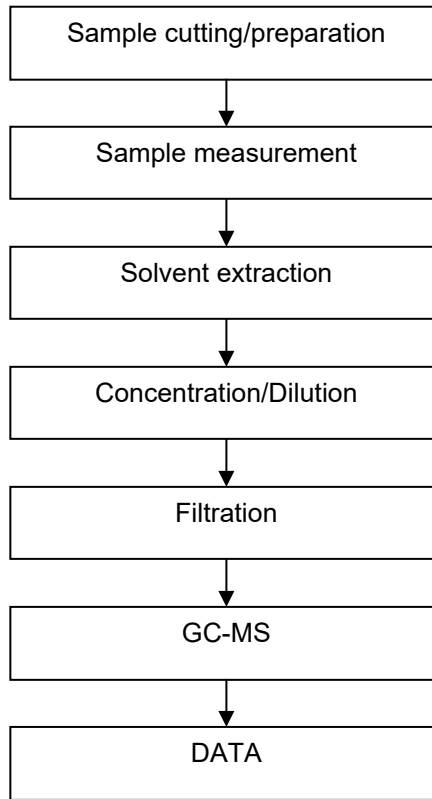 Sample cutting/preparation
Sample measurement
Solvent extraction
Concentration/Dilution
Filtration
GC-MS
DATA